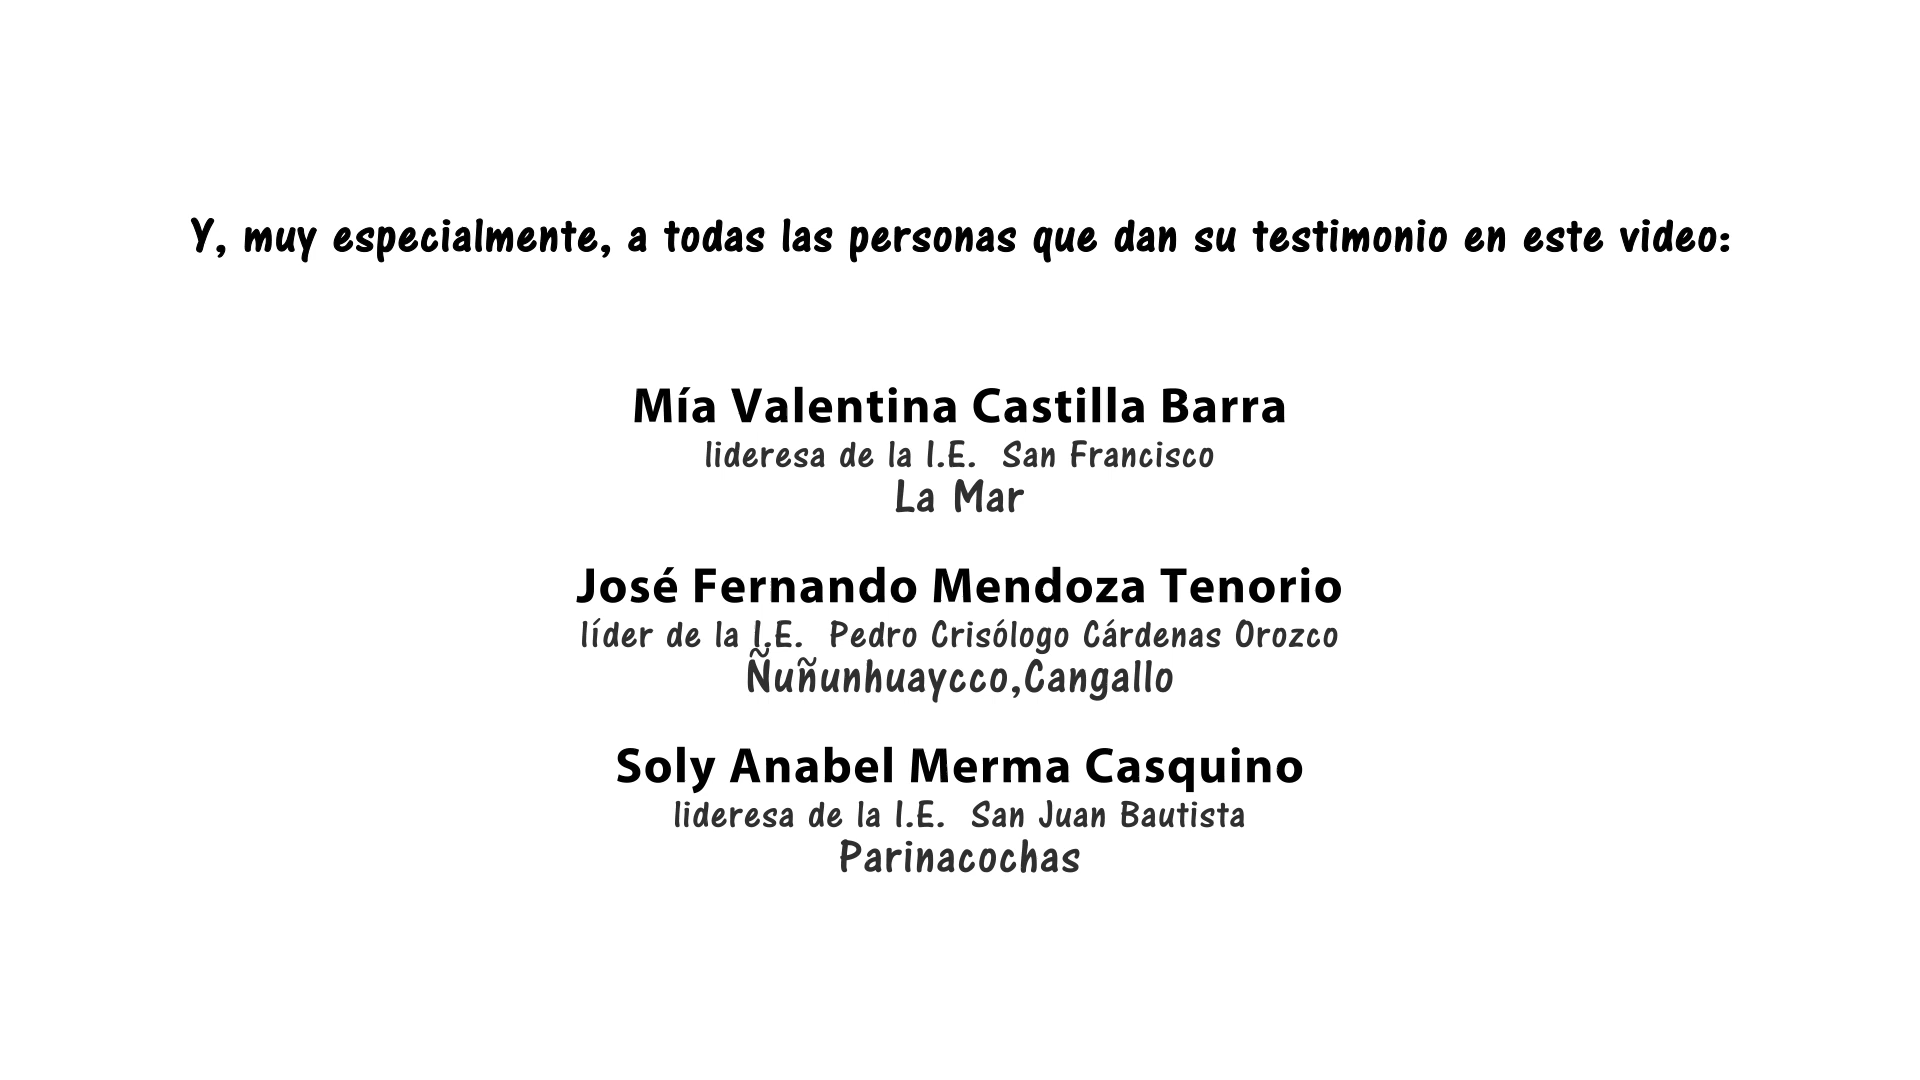 Y, muy especialmente, a todas las personas que dan su testimonio en este video:
Mía Valentina Castilla Barra
lideresa de la I.E. San Francisco
La Mar
José Fernando Mendoza Tenorio
líder de la I.E. Pedro Crisólogo Cárdenas Orozco
Ñuñunhuaycco,Cangallo
Soly Anabel Merma Casquino
lideresa de la I.E. San Juan Bautista
Parinacochas